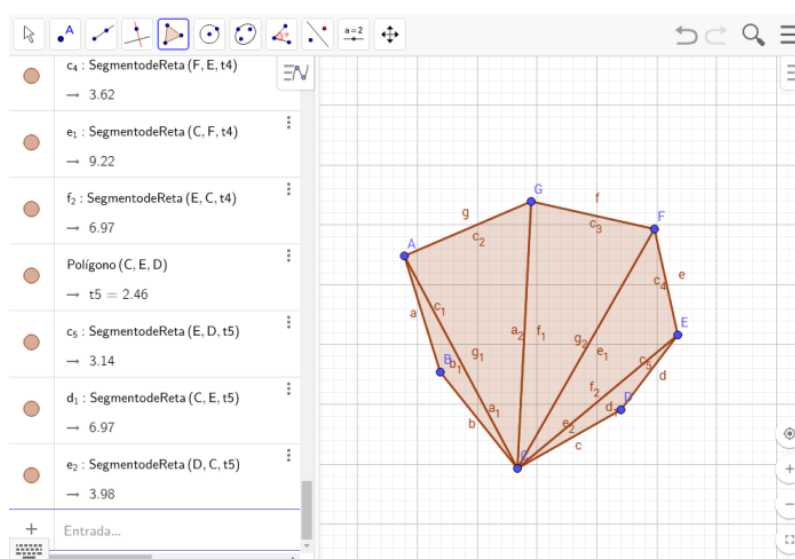 A
a=2
c₄ : SegmentodeReta (F, E, t4)
→ 3.62
e₁ : SegmentodeReta (C, F, t4)
→ 9.22
f₂ : SegmentodeReta (E, C, t4)
→ 6.97
Polígono (C, E, D)
→ t5 = 2.46
c₅ : SegmentodeReta (E, D, t5)
→ 3.14
d₁ : SegmentodeReta (C, E, t5)
→ 6.97
e₂ : SegmentodeReta (D, C, t5)
→ 3.98
+ Entrada...
G
g f
F
c₂ c₃
A
c₄ e
a c₁
E
a₂ f₁ g₂ e₁
B b₁ g₁ c₅ d
f₂
D
a₁ d₁
b e₂ c
C